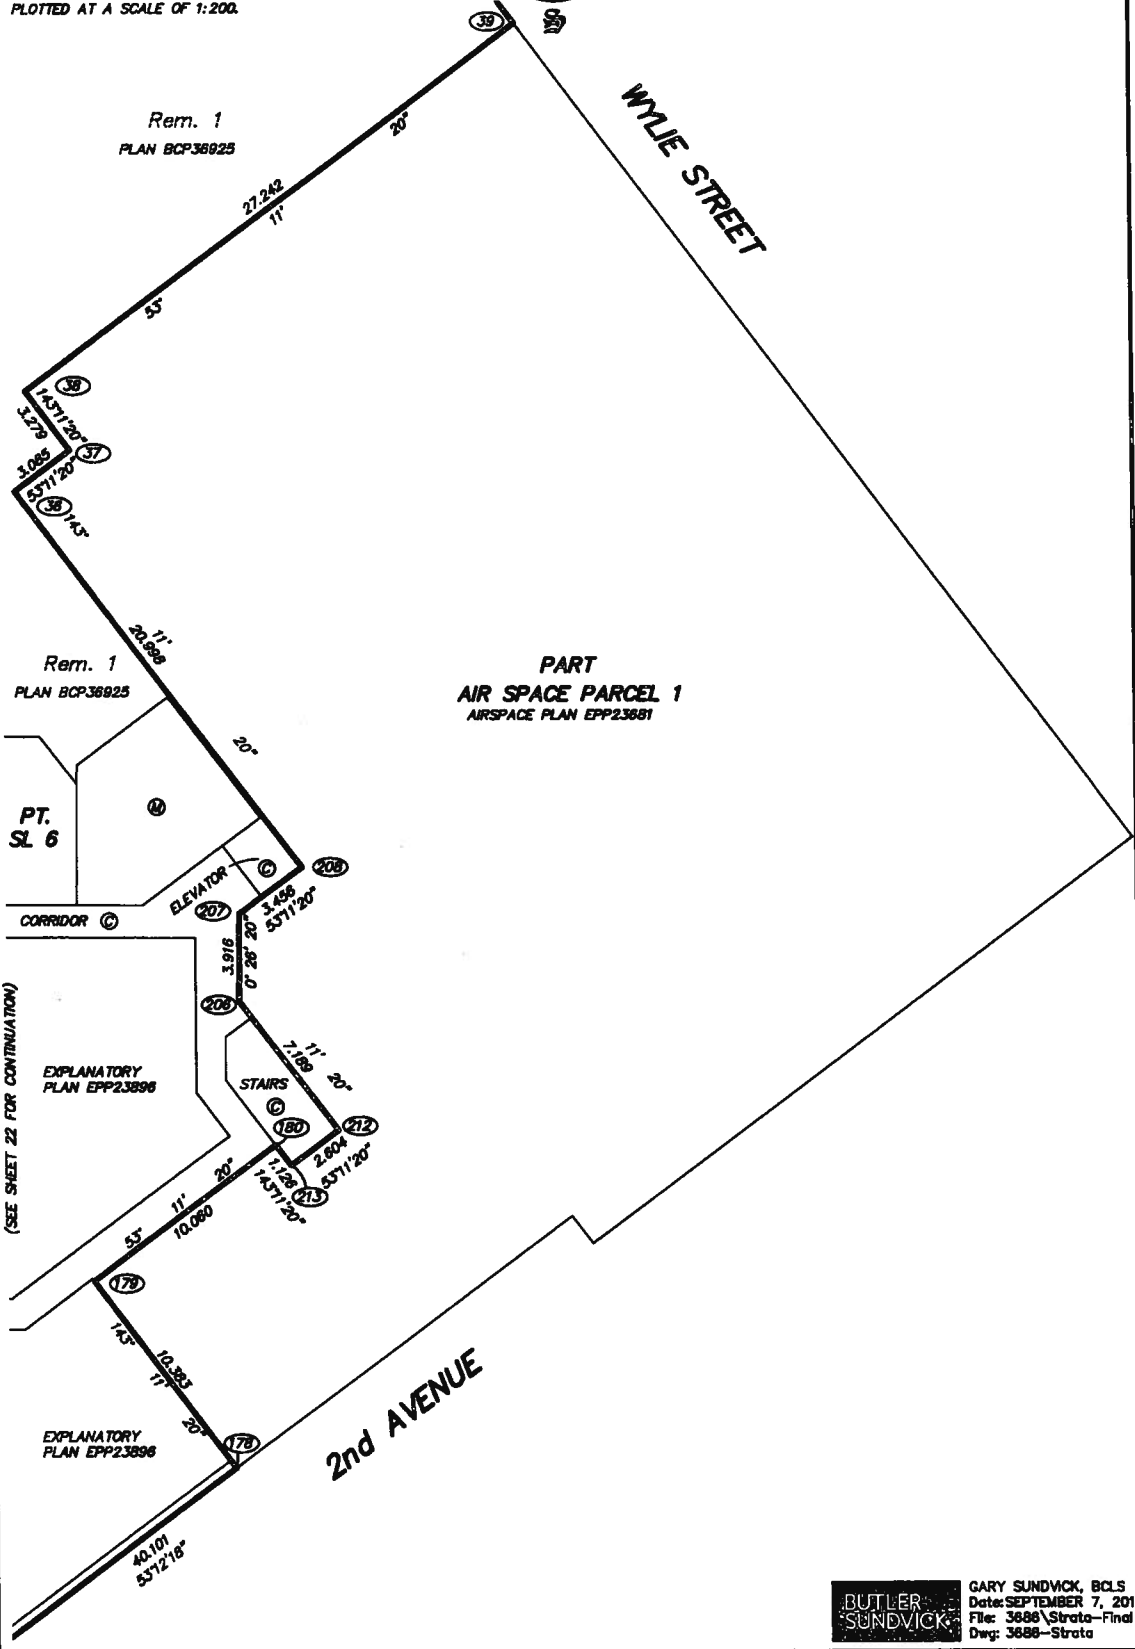 PLOTTED AT A SCALE OF 1:200.
39
WYLIE STREET
Rem. 1
PLAN BCP36925
27.242
53°
11'
20"
38
143°11'20"
3.279
37
3.085
53°11'20"
36
143°
11'
20.998
20"
Rem. 1
PLAN BCP36925
PART
AIR SPACE PARCEL 1
AIRSPACE PLAN EPP23681
M
PT.
SL 6
ELEVATOR
C
208
3.456
53°11'20"
207
CORRIDOR C
3.916
0° 26' 20"
206
7.189
11'
20"
(SEE SHEET 22 FOR CONTINUATION)
EXPLANATORY
PLAN EPP23896
STAIRS
C
180
212
2.604
53°11'20"
1.126
143°11'20"
213
53°
11'
20"
10.060
179
143°
10.383
11'
20"
178
EXPLANATORY
PLAN EPP23896
2nd AVENUE
40.101
53°12'18"
BUTLER
SUNDVICK
GARY SUNDVICK, BCLS
Date: SEPTEMBER 7, 201
File: 3686\Strata-Final
Dwg: 3686-Strata